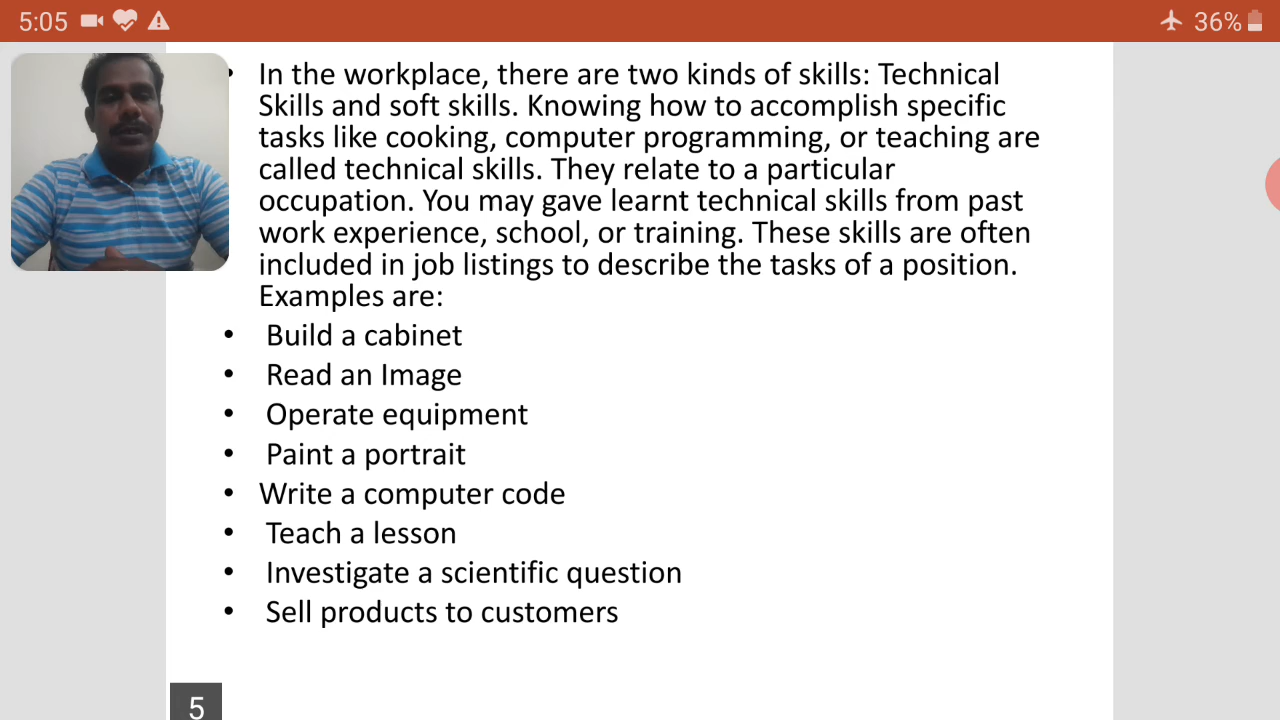 5:05
36%
• In the workplace, there are two kinds of skills: Technical
Skills and soft skills. Knowing how to accomplish specific
tasks like cooking, computer programming, or teaching are
called technical skills. They relate to a particular
occupation. You may gave learnt technical skills from past
work experience, school, or training. These skills are often
included in job listings to describe the tasks of a position.
Examples are:
• Build a cabinet
• Read an Image
• Operate equipment
• Paint a portrait
• Write a computer code
• Teach a lesson
• Investigate a scientific question
• Sell products to customers
5